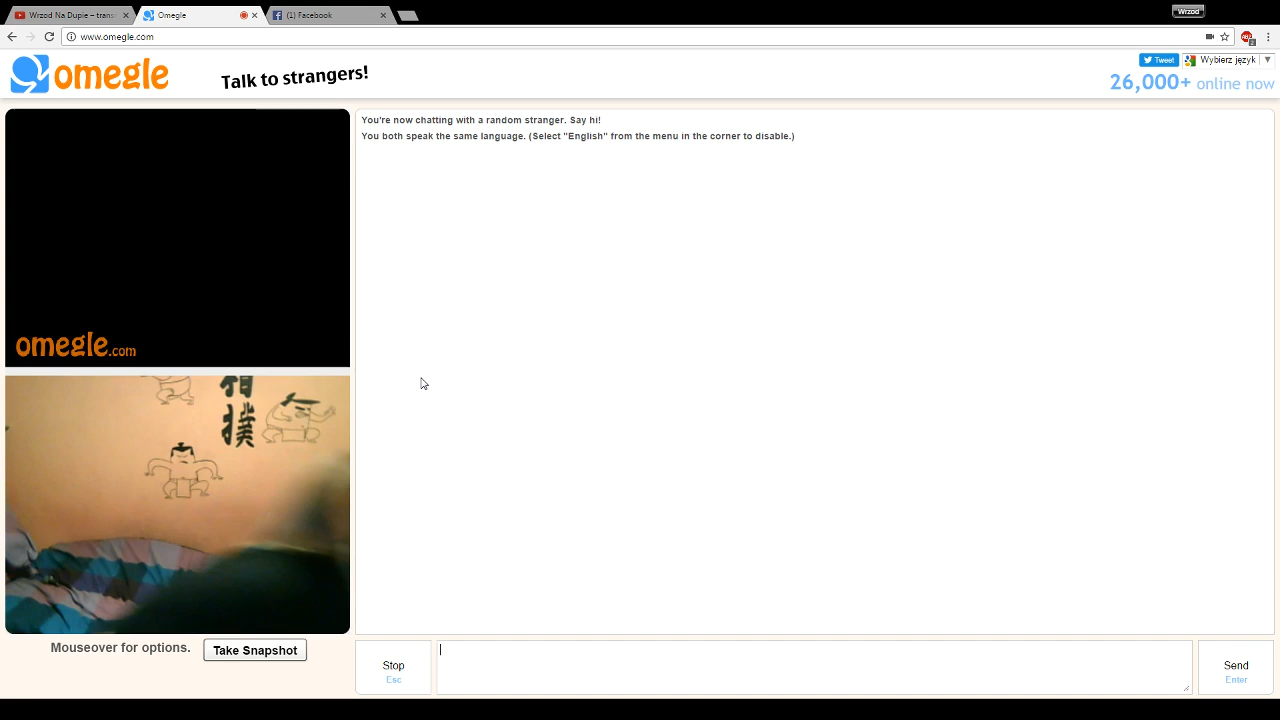 Wrzod Na Dupie – trans
Omegle
(1) Facebook
Wrzod
www.omegle.com
omegle
Talk to strangers!
Tweet
Wybierz język
26,000+ online now
You're now chatting with a random stranger. Say hi!
You both speak the same language. (Select "English" from the menu in the corner to disable.)
omegle.com
相
撲
Mouseover for options.
Take Snapshot
Stop
Esc
Send
Enter